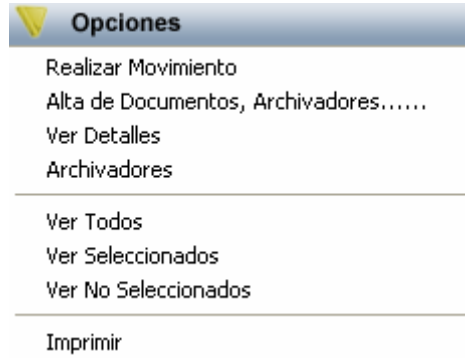 Opciones
Realizar Movimiento
Alta de Documentos, Archivadores......
Ver Detalles
Archivadores
Ver Todos
Ver Seleccionados
Ver No Seleccionados
Imprimir